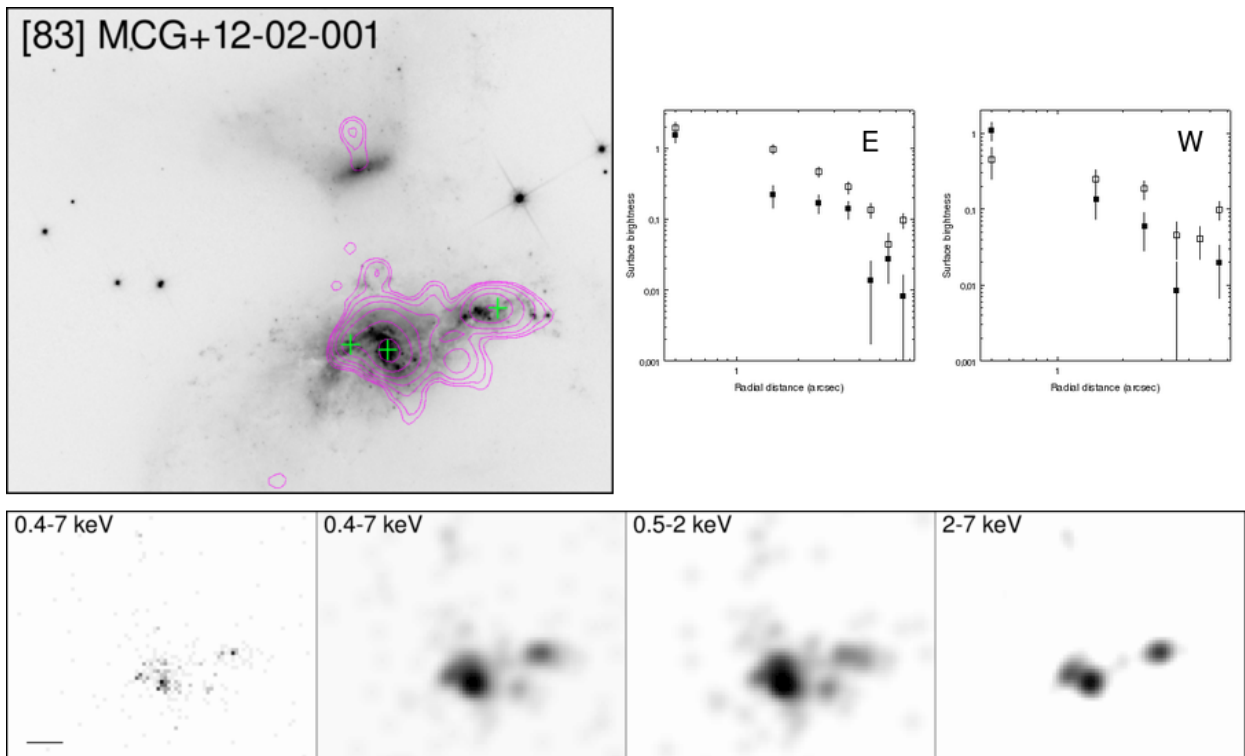 [83] MCG+12-02-001
E
1
0.1
0.01
0.001
Surface birghtness
1
Radial distance (arcsec)
W
1
0.1
0.01
0.001
Surface birghtness
1
Radial distance (arcsec)
0.4-7 keV
0.4-7 keV
0.5-2 keV
2-7 keV